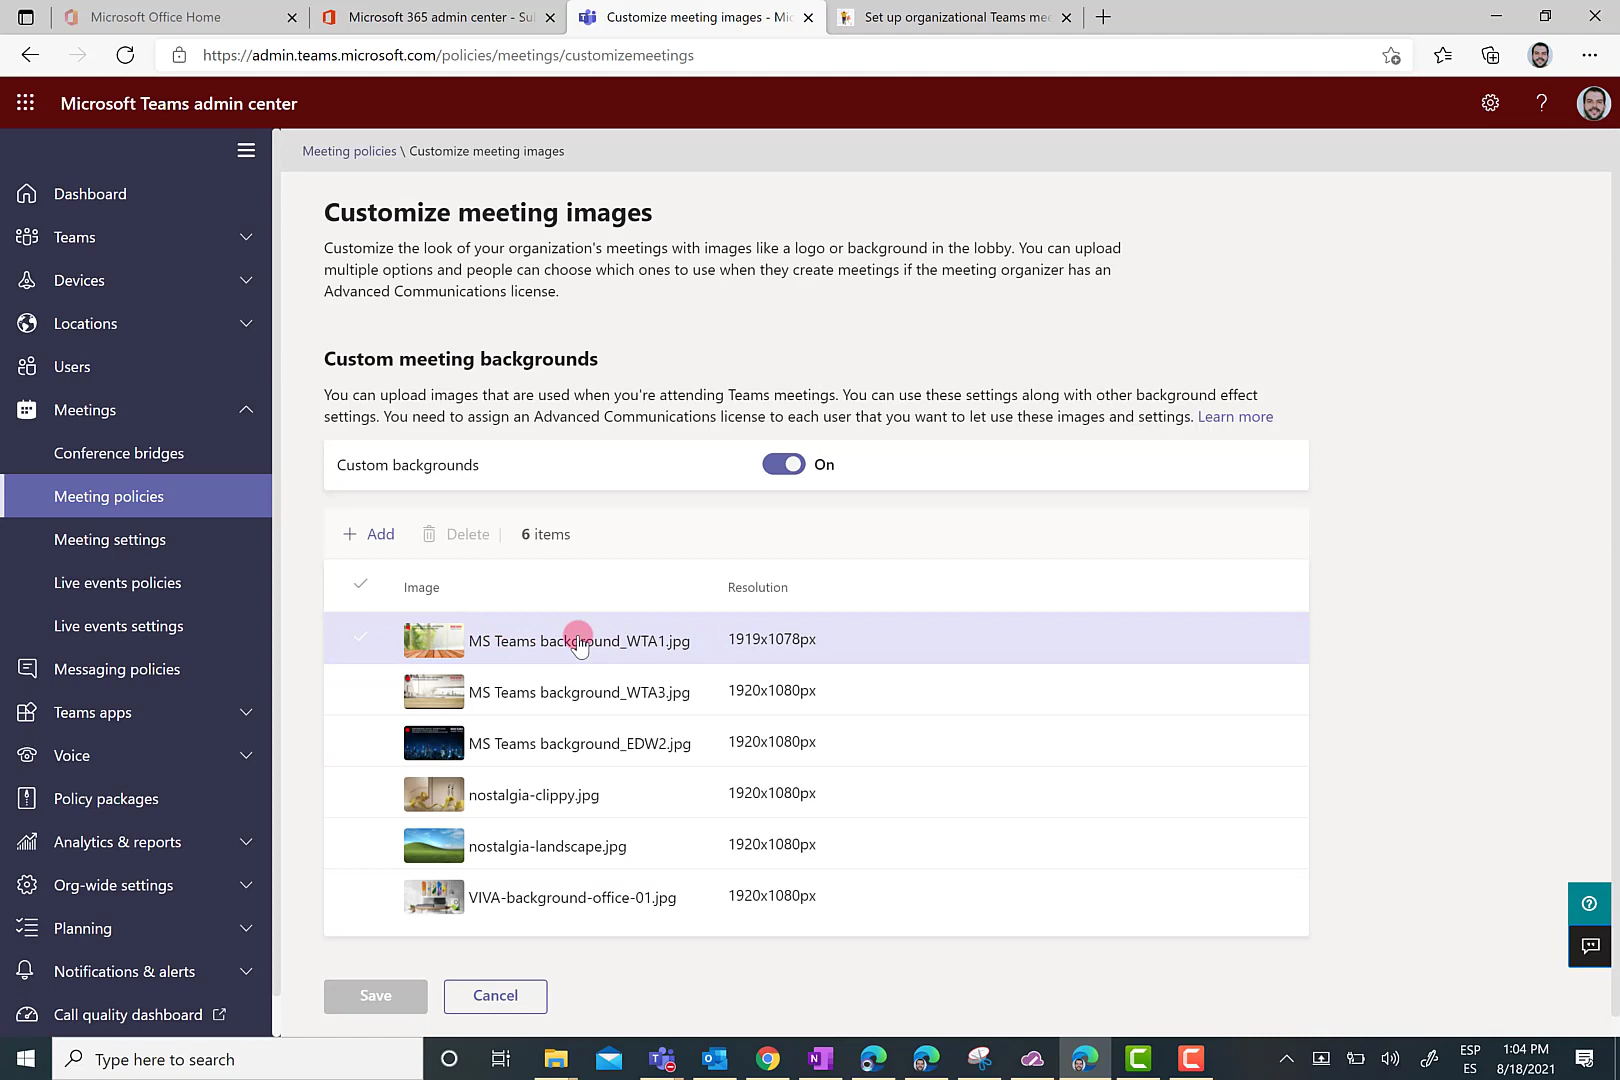 Microsoft Office Home
Microsoft 365 admin center - Su
Customize meeting images - Mic
Set up organizational Teams mee
https://admin.teams.microsoft.com/policies/meetings/customizemeetings
Microsoft Teams admin center
Meeting policies \ Customize meeting images
Dashboard
Teams
Devices
Locations
Users
Meetings
Conference bridges
Meeting policies
Meeting settings
Live events policies
Live events settings
Messaging policies
Teams apps
Voice
Policy packages
Analytics & reports
Org-wide settings
Planning
Notifications & alerts
Call quality dashboard
Customize meeting images
Customize the look of your organization's meetings with images like a logo or background in the lobby. You can upload
multiple options and people can choose which ones to use when they create meetings if the meeting organizer has an
Advanced Communications license.
Custom meeting backgrounds
You can upload images that are used when you're attending Teams meetings. You can use these settings along with other background effect
settings. You need to assign an Advanced Communications license to each user that you want to let use these images and settings. Learn more
Custom backgrounds On
+ Add Delete | 6 items
Image Resolution
MS Teams background_WTA1.jpg 1919x1078px
MS Teams background_WTA3.jpg 1920x1080px
MS Teams background_EDW2.jpg 1920x1080px
nostalgia-clippy.jpg 1920x1080px
nostalgia-landscape.jpg 1920x1080px
VIVA-background-office-01.jpg 1920x1080px
Save Cancel
Type here to search
ESP
ES
1:04 PM
8/18/2021